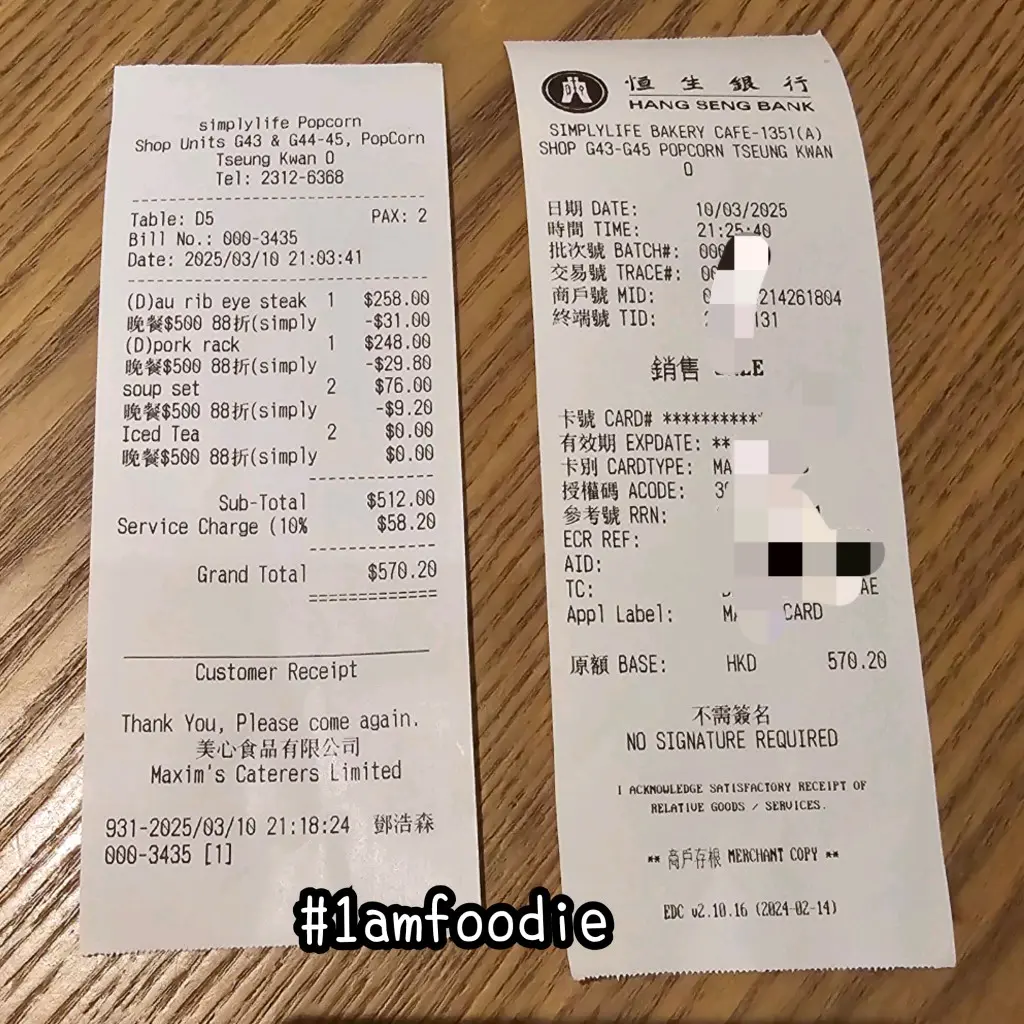 simplylife Popcorn
Shop Units G43 & G44-45, PopCorn
Tseung Kwan O
Tel: 2312-6368
Table: D5 PAX: 2
Bill No.: 000-3435
Date: 2025/03/10 21:03:41
(D)au rib eye steak 1 $258.00
晚餐$500 88折(simply -$31.00
(D)pork rack 1 $248.00
晚餐$500 88折(simply -$29.80
soup set 2 $76.00
晚餐$500 88折(simply -$9.20
Iced Tea 2 $0.00
晚餐$500 88折(simply $0.00
Sub-Total $512.00
Service Charge (10% $58.20
Grand Total $570.20
Customer Receipt
Thank You, Please come again.
美心食品有限公司
Maxim's Caterers Limited
931-2025/03/10 21:18:24 鄧浩森
000-3435 [1]
恒生銀行
HANG SENG BANK
SIMPLYLIFE BAKERY CAFE-1351(A)
SHOP G43-G45 POPCORN TSEUNG KWAN
O
日期 DATE: 10/03/2025
時間 TIME: 21:25:40
批次號 BATCH#:
交易號 TRACE#:
商戶號 MID: 214261804
終端號 TID: 131
銷售
卡號 CARD# **********
有效期 EXPDATE: **
卡別 CARDTYPE: MA
授權碼 ACODE:
參考號 RRN:
ECR REF:
AID:
TC: AE
Appl Label: CARD
原額 BASE: HKD 570.20
不需簽名
NO SIGNATURE REQUIRED
I ACKNOWLEDGE SATISFACTORY RECEIPT OF
RELATIVE GOODS / SERVICES.
** 商戶存根 MERCHANT COPY **
EDC v2.10.16 (2024-02-14)
#1amfoodie